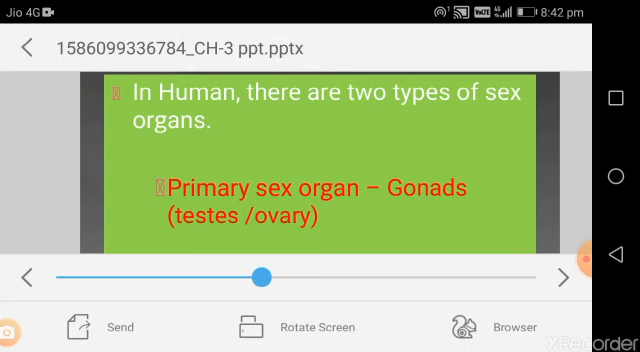 Jio 4G 8:42 pm
1586099336784_CH-3 ppt.pptx
In Human, there are two types of sex
organs.
Primary sex organ – Gonads
(testes /ovary)
Send Rotate Screen Browser
XRecorder